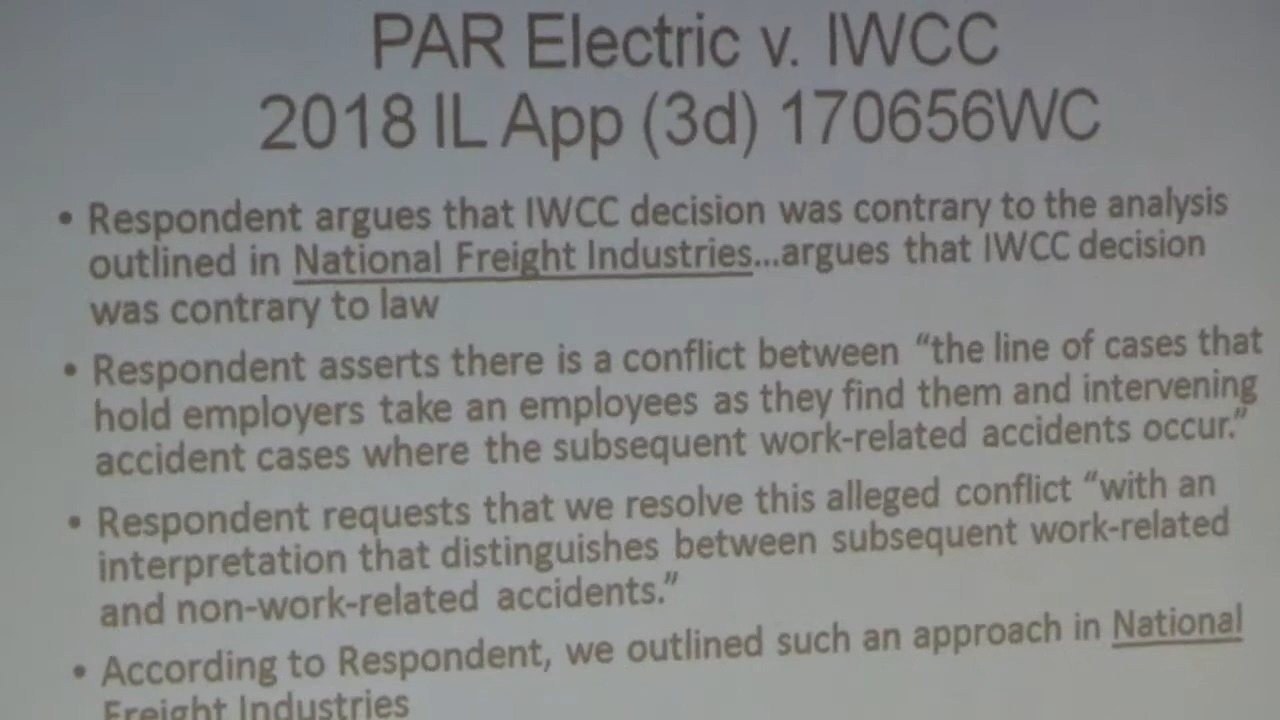 PAR Electric v. IWCC
2018 IL App (3d) 170656WC
• Respondent argues that IWCC decision was contrary to the analysis
outlined in National Freight Industries...argues that IWCC decision
was contrary to law
• Respondent asserts there is a conflict between “the line of cases that
hold employers take an employees as they find them and intervening
accident cases where the subsequent work-related accidents occur.”
• Respondent requests that we resolve this alleged conflict “with an
interpretation that distinguishes between subsequent work-related
and non-work-related accidents.”
• According to Respondent, we outlined such an approach in National
Freight Industries